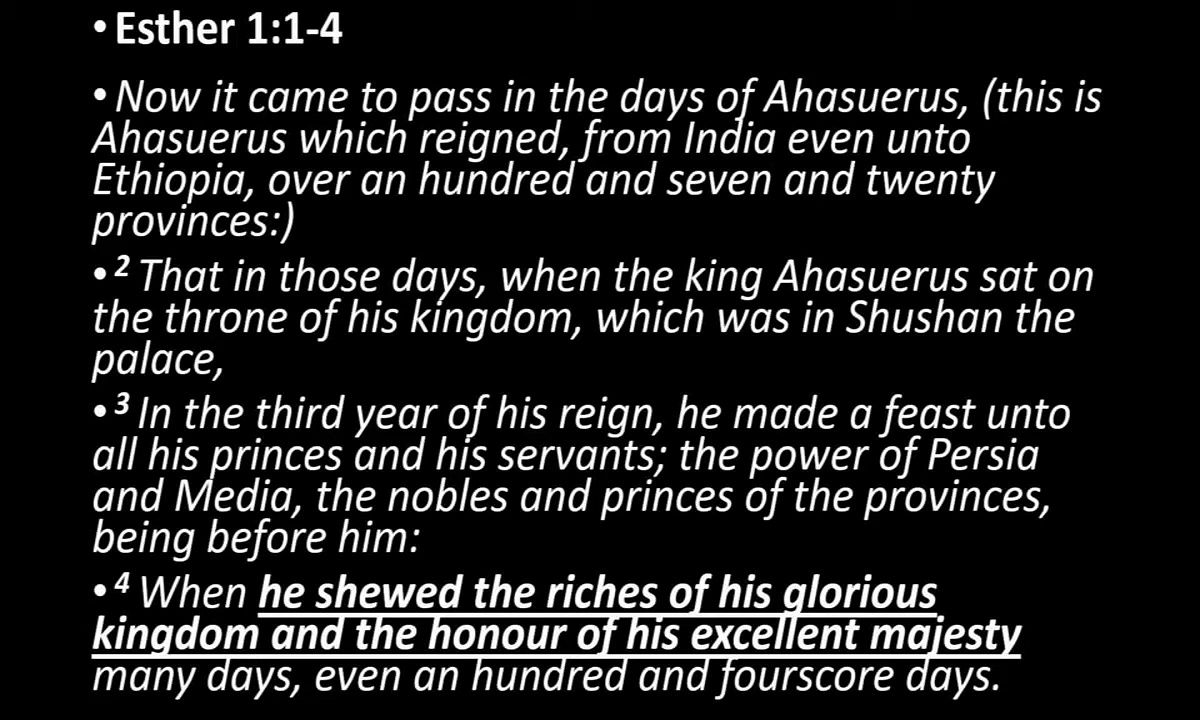 • Esther 1:1-4
• Now it came to pass in the days of Ahasuerus, (this is
Ahasuerus which reigned, from India even unto
Ethiopia, over an hundred and seven and twenty
provinces:)
• 2 That in those days, when the king Ahasuerus sat on
the throne of his kingdom, which was in Shushan the
palace,
• 3 In the third year of his reign, he made a feast unto
all his princes and his servants; the power of Persia
and Media, the nobles and princes of the provinces,
being before him:
• 4 When he shewed the riches of his glorious
kingdom and the honour of his excellent majesty
many days, even an hundred and fourscore days.